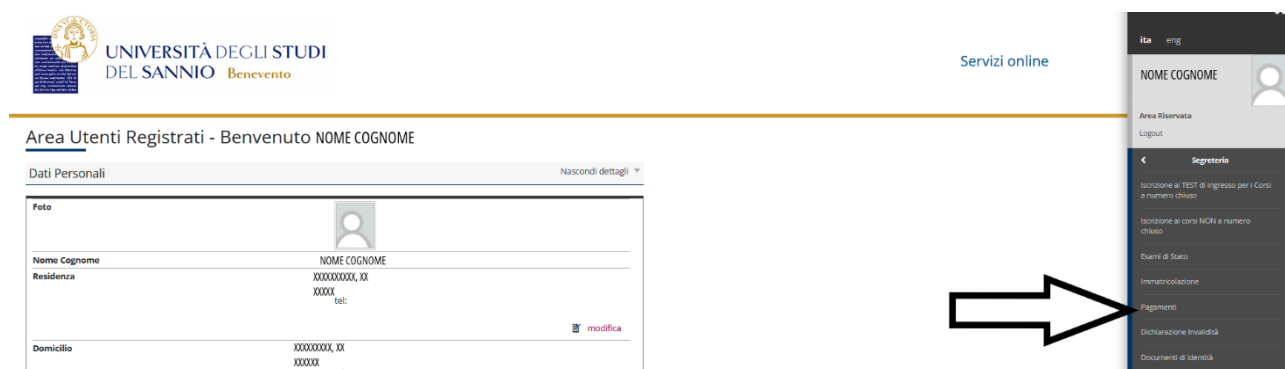 UNIVERSITÀ DEGLI STUDI
DEL SANNIO Benevento
Servizi online
Area Utenti Registrati - Benvenuto NOME COGNOME
Dati Personali
Nascondi dettagli
Foto
Nome Cognome
NOME COGNOME
Residenza
XXXXXXXXXX, XX
XXXXX
tel:
modifica
Domicilio
XXXXXXXXX, XX
XXXXXX
ita eng
NOME COGNOME
Area Riservata
Logout
Segreteria
Iscrizione ai TEST di ingresso per i Corsi
a numero chiuso
Iscrizione ai corsi NON a numero
chiuso
Esami di Stato
Immatricolazione
Pagamenti
Dichiarazione Invalidità
Documenti di identità